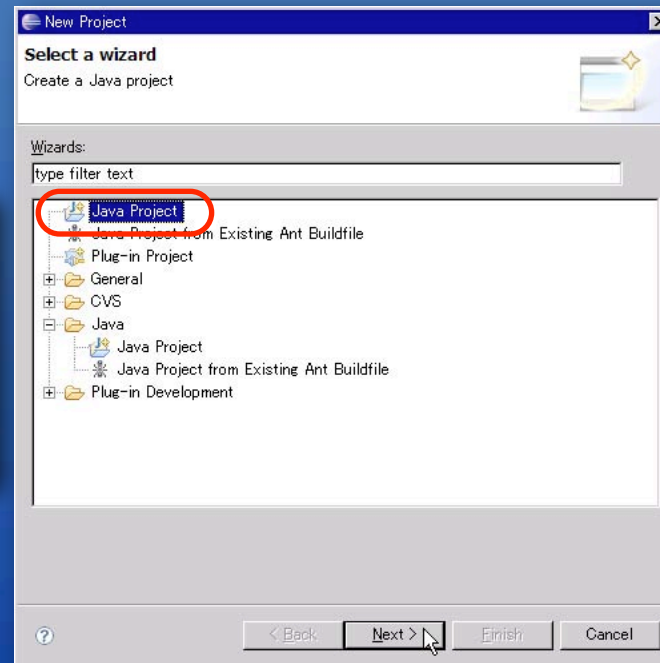 New Project
Select a wizard
Create a Java project
Wizards:
type filter text
Java Project
Java Project from Existing Ant Buildfile
Plug-in Project
General
CVS
Java
Java Project
Java Project from Existing Ant Buildfile
Plug-in Development
< Back Next > Finish Cancel